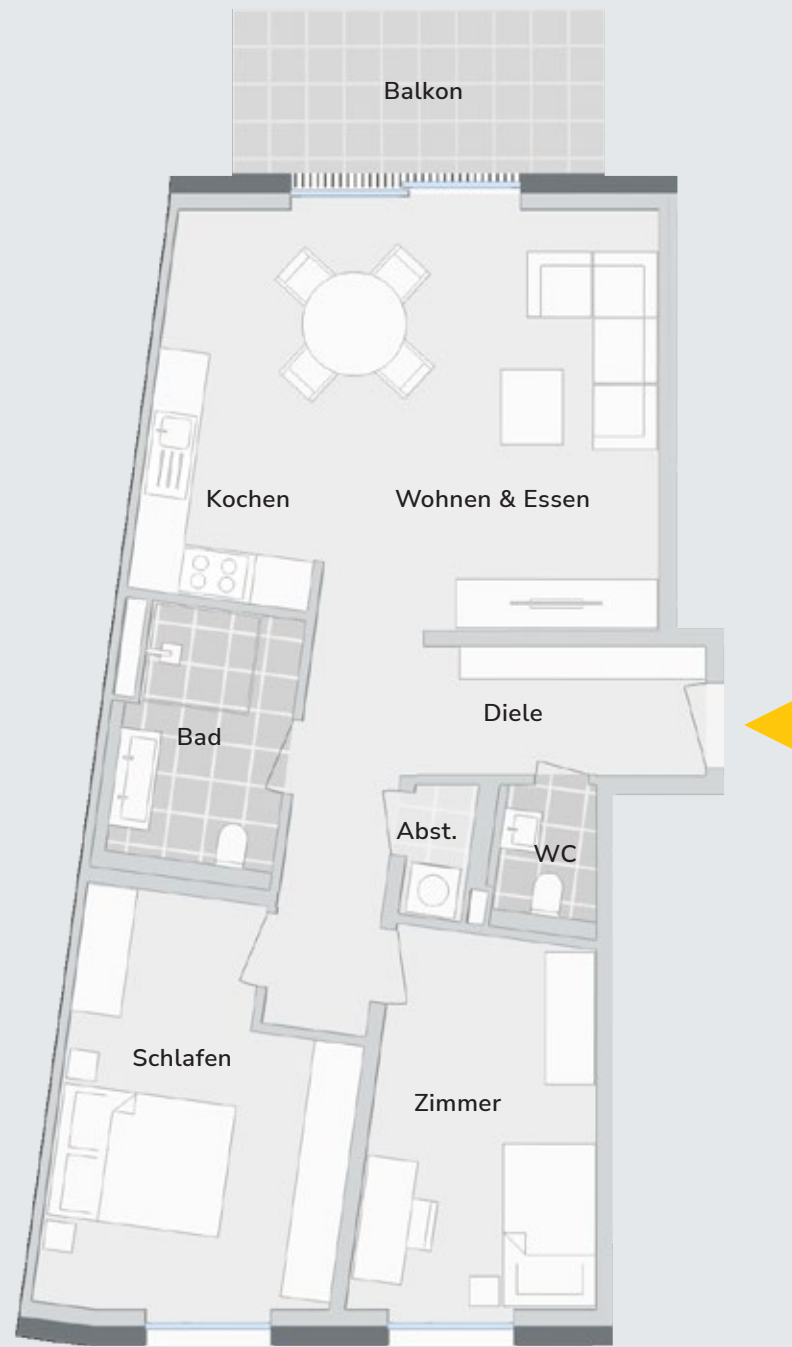 Balkon
Kochen
Wohnen & Essen
Diele
Bad
Abst.
WC
Schlafen
Zimmer